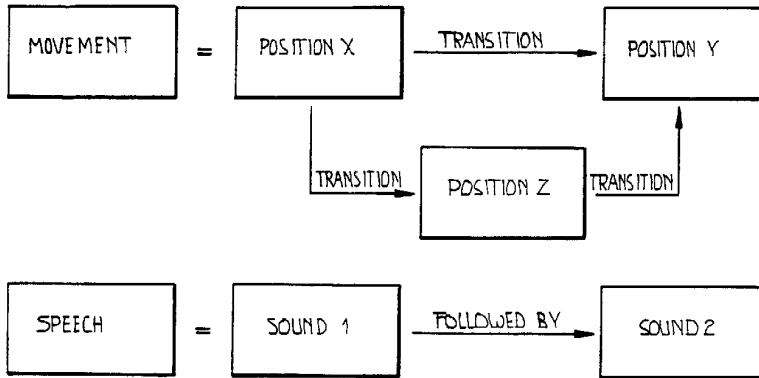 MOVEMENT = POSITION X TRANSITION POSITION Y
TRANSITION POSITION Z TRANSITION
SPEECH = SOUND 1 FOLLOWED BY SOUND 2